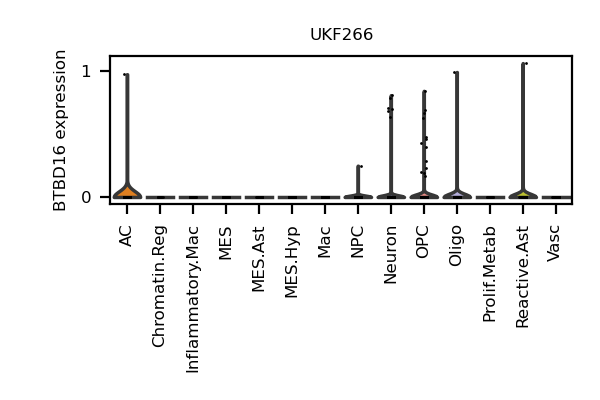 UKF266
BTBD16 expression
1
0
AC
Chromatin.Reg
Inflammatory.Mac
MES
MES.Ast
MES.Hyp
Mac
NPC
Neuron
OPC
Oligo
Prolif.Metab
Reactive.Ast
Vasc